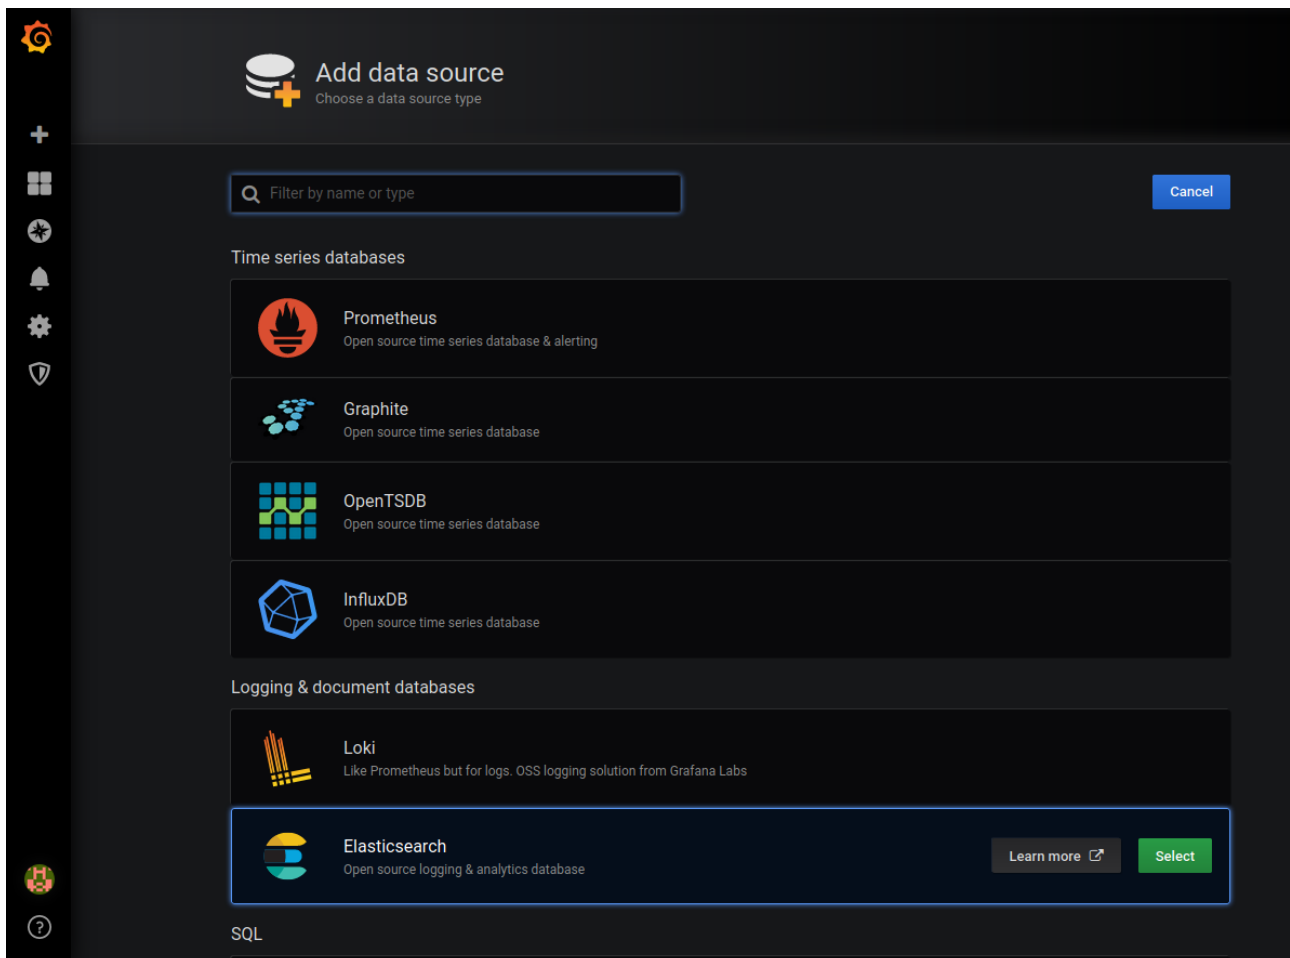 Add data source
Choose a data source type
Filter by name or type
Cancel
Time series databases
Prometheus
Open source time series database & alerting
Graphite
Open source time series database
OpenTSDB
Open source time series database
InfluxDB
Open source time series database
Logging & document databases
Loki
Like Prometheus but for logs. OSS logging solution from Grafana Labs
Elasticsearch
Open source logging & analytics database
Learn more
Select
SQL